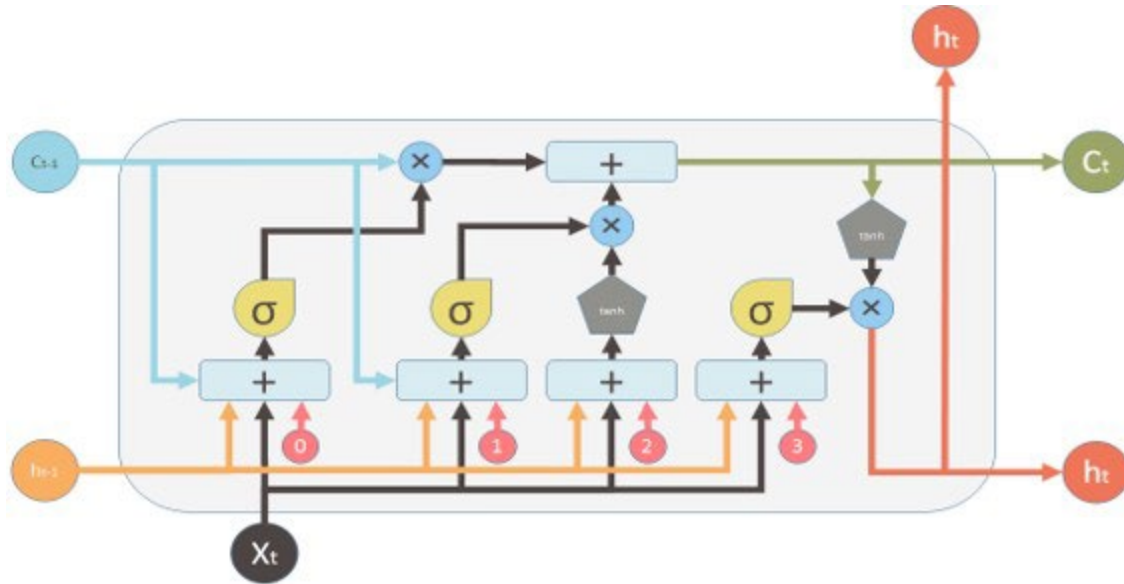 ht
Ct-1
×
+
Ct
×
tanh
σ
σ
tanh
σ
×
+
+
+
+
0
1
2
3
ht-1
ht
Xt